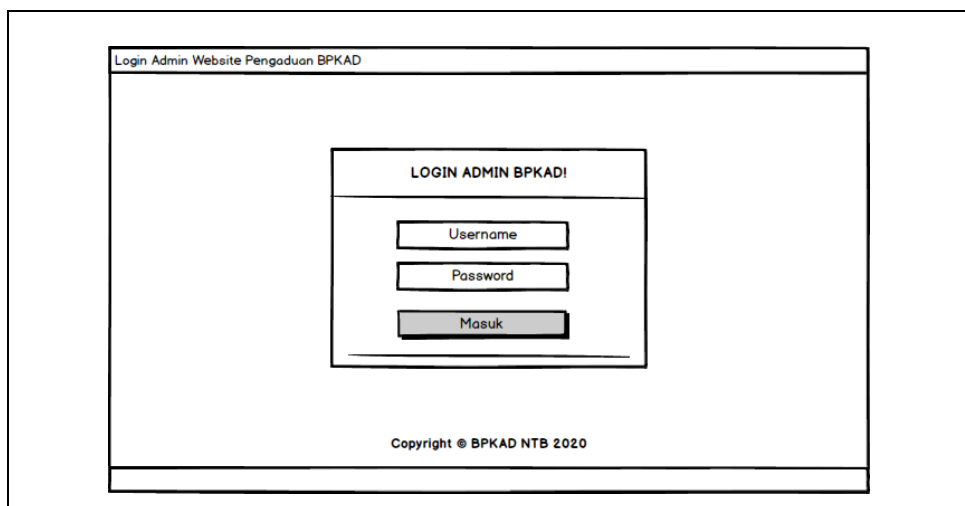 Login Admin Website Pengaduan BPKAD
LOGIN ADMIN BPKAD!
Username
Password
Masuk
Copyright © BPKAD NTB 2020